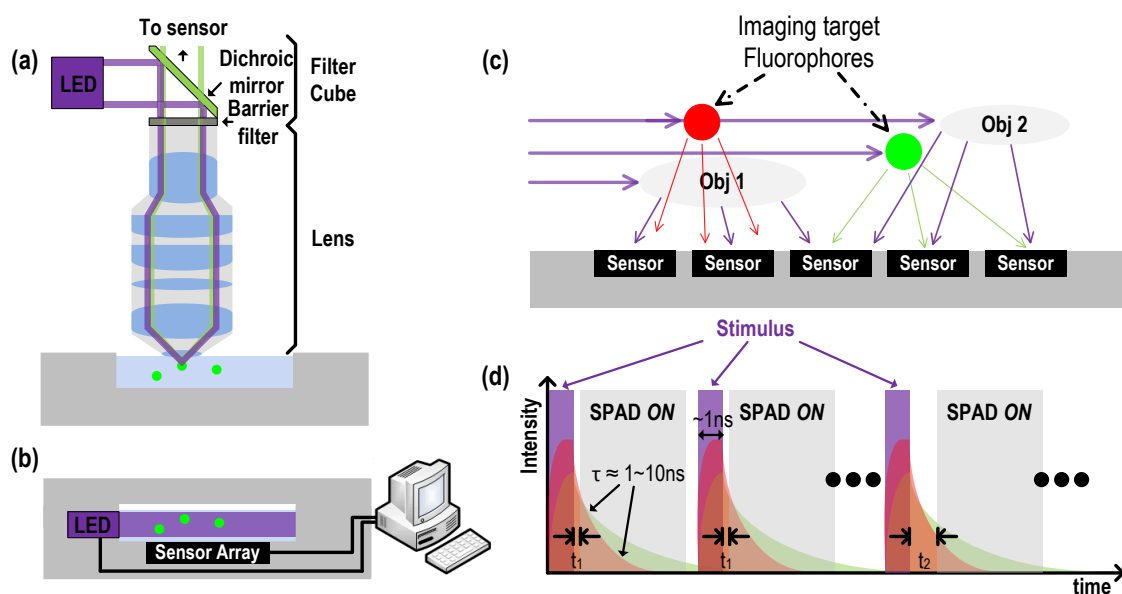 (a)
To sensor
LED
Dichroic
mirror
Barrier
filter
Filter
Cube
Lens
(b)
LED
Sensor Array
(c)
Imaging target
Fluorophores
Obj 1
Obj 2
Sensor
Sensor
Sensor
Sensor
Sensor
Stimulus
(d)
Intensity
SPAD ON
SPAD ON
SPAD ON
~1ns
τ ≈ 1~10ns
t1
t1
t2
time